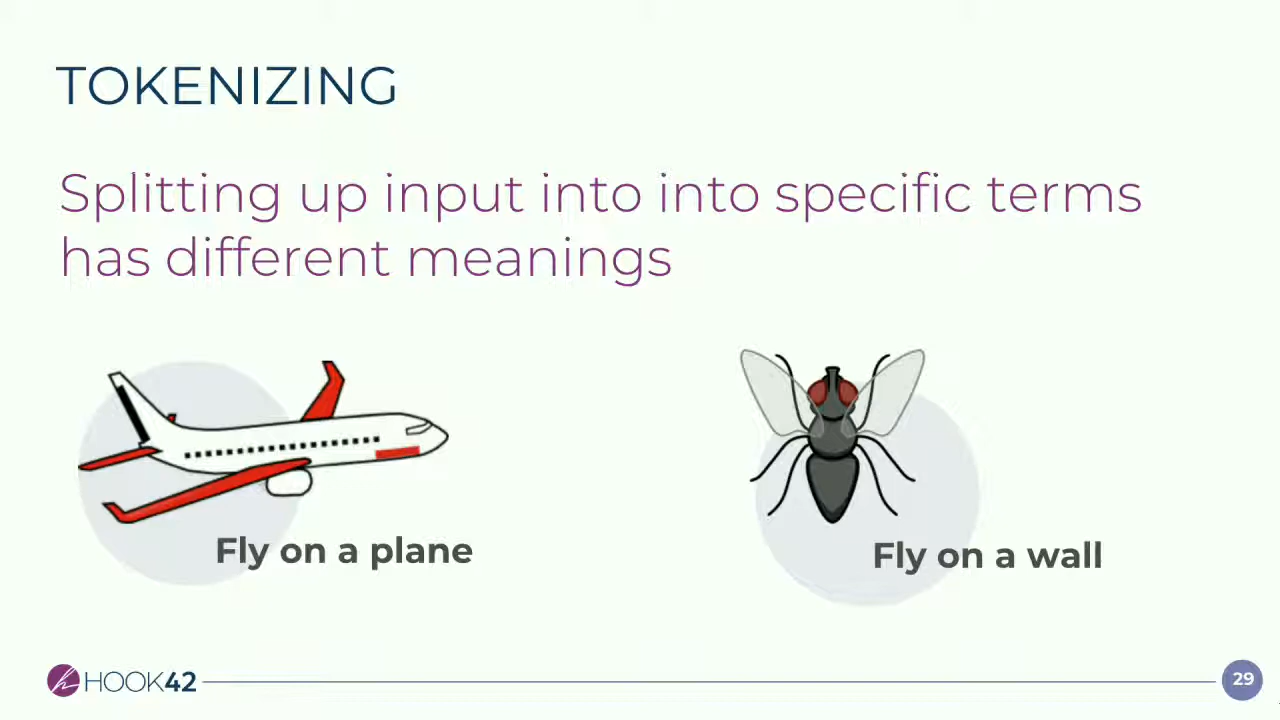 TOKENIZING
Splitting up input into into specific terms
has different meanings
Fly on a plane
Fly on a wall
HOOK42
29